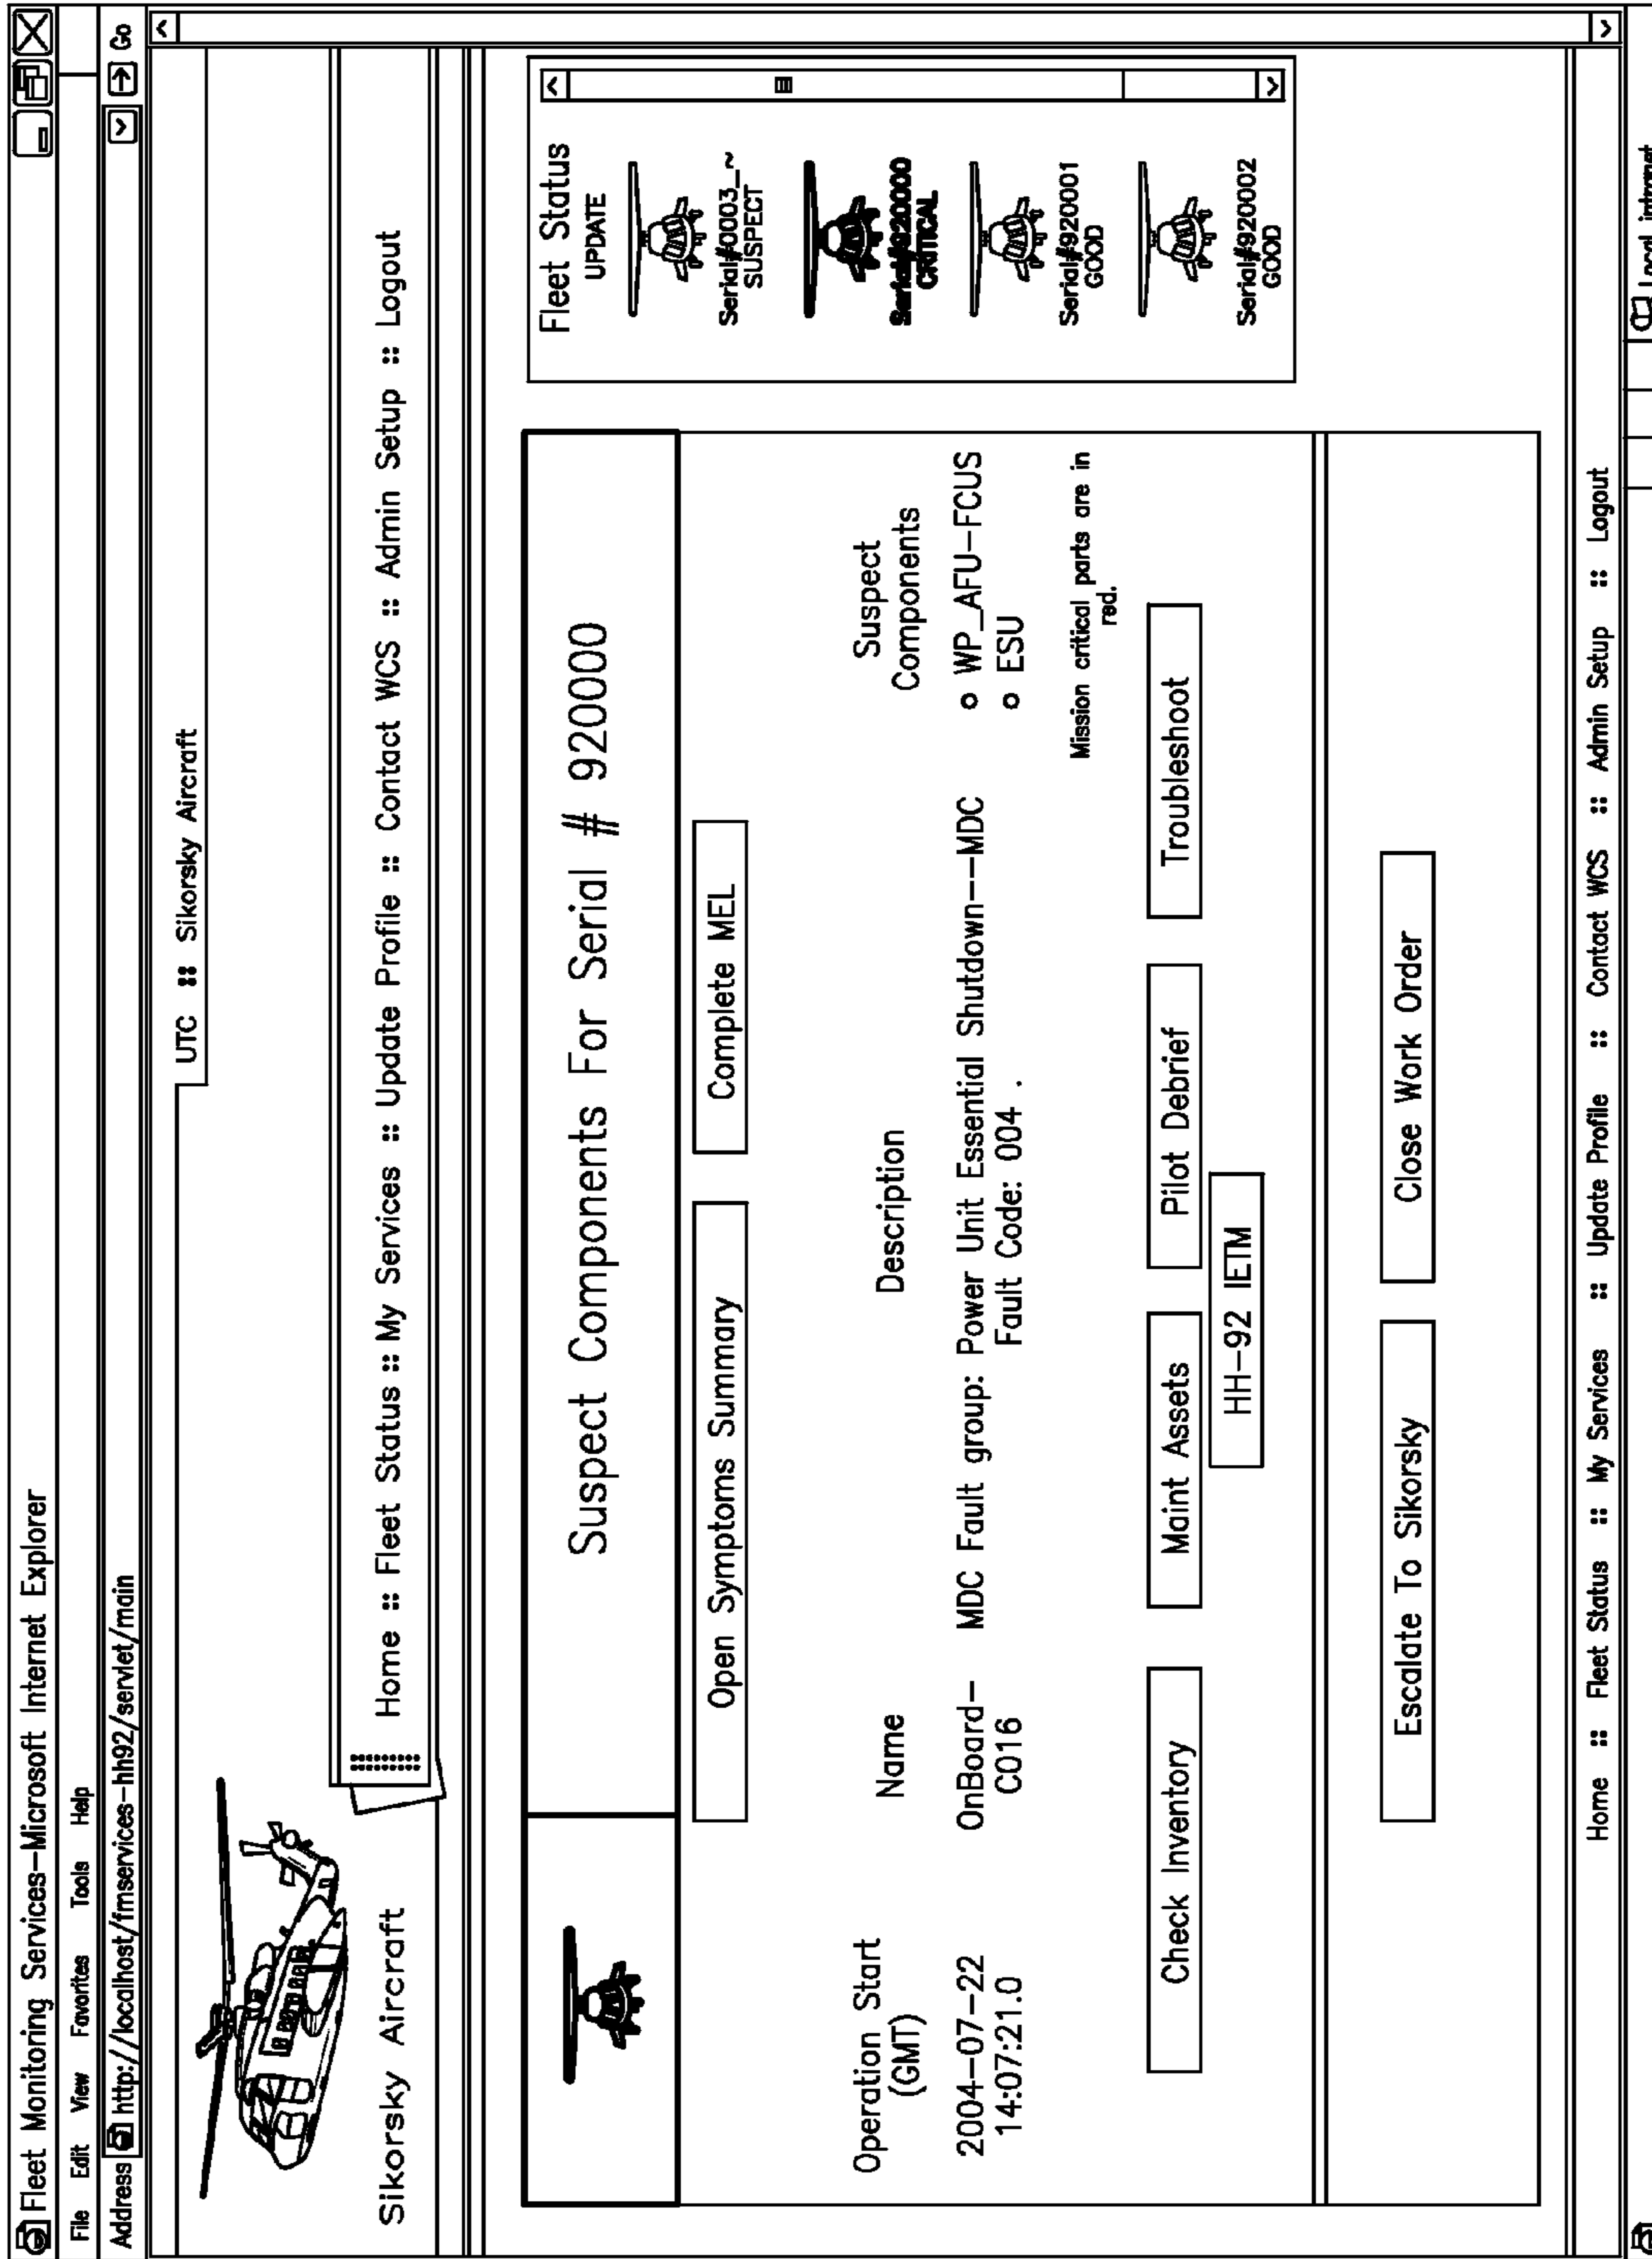 Fleet Monitoring Services—Microsoft Internet Explorer
File Edit View Favorites Tools Help
Address http://localhost/fmservices-hh92/servlet/main Go
UTC :: Sikorsky Aircraft
Sikorsky Aircraft
Home :: Fleet Status :: My Services :: Update Profile :: Contact WCS :: Admin Setup :: Logout
Suspect Components For Serial # 920000
Open Symptoms Summary
Complete MEL
Operation Start
(GMT)
Name
Description
Suspect
Components
2004-07-22
14:07:21.0
OnBoard-
C016
MDC Fault group: Power Unit Essential Shutdown--MDC
Fault Code: 004 .
o WP_AFU-FCUS
o ESU
Mission critical parts are in
red.
Check Inventory
Maint Assets
Pilot Debrief
Troubleshoot
HH-92 IETM
Escalate To Sikorsky
Close Work Order
Fleet Status
UPDATE
Serial#0003_~
SUSPECT
Serial#920000
CRITICAL
Serial#920001
GOOD
Serial#920002
GOOD
Home :: Fleet Status :: My Services :: Update Profile :: Contact WCS :: Admin Setup :: Logout
Local intranet